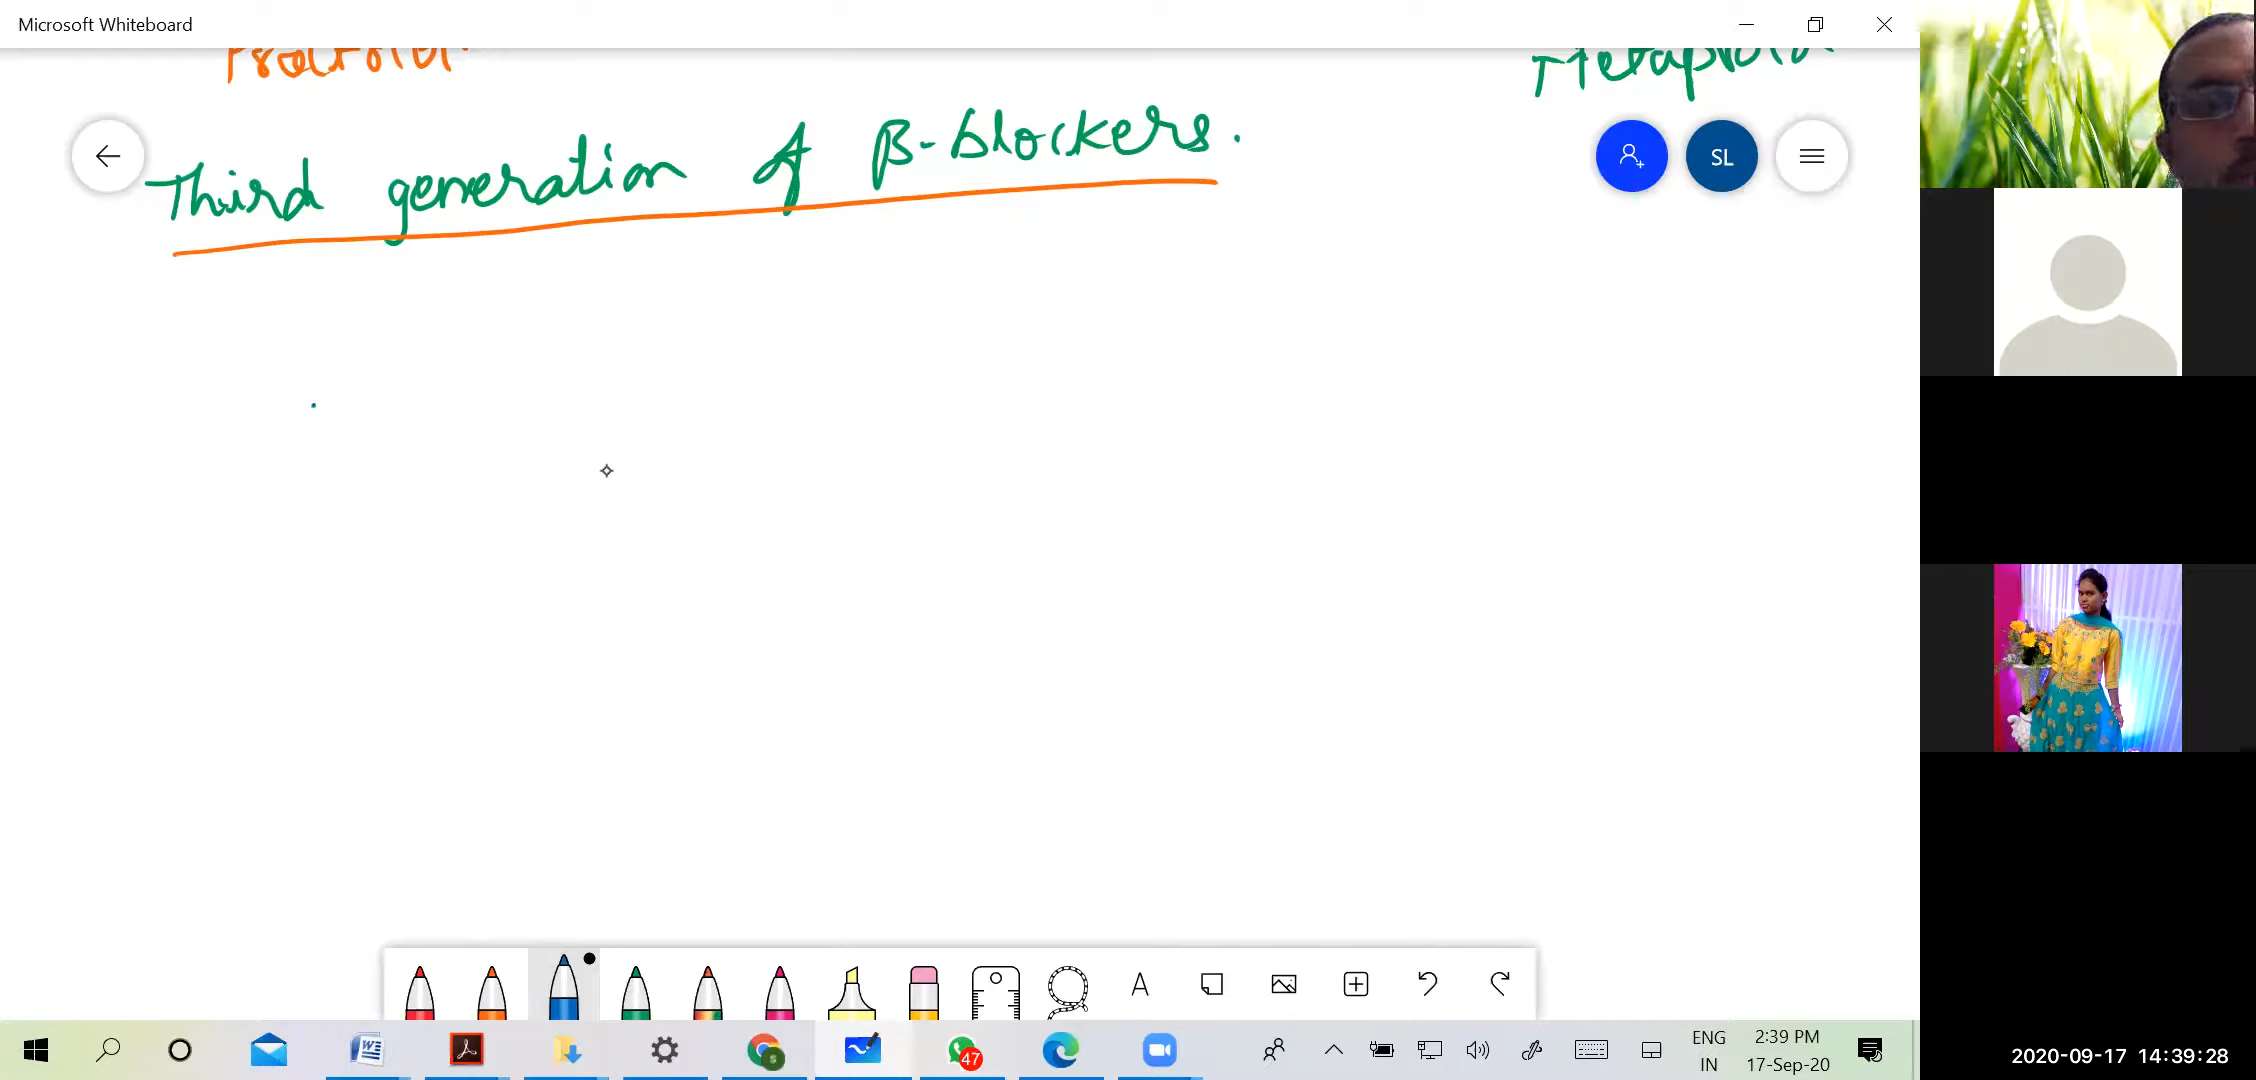 Microsoft Whiteboard
Third generation of β-blockers.
SL
A
47
ENG
IN
2:39 PM
17-Sep-20
2020-09-17 14:39:28